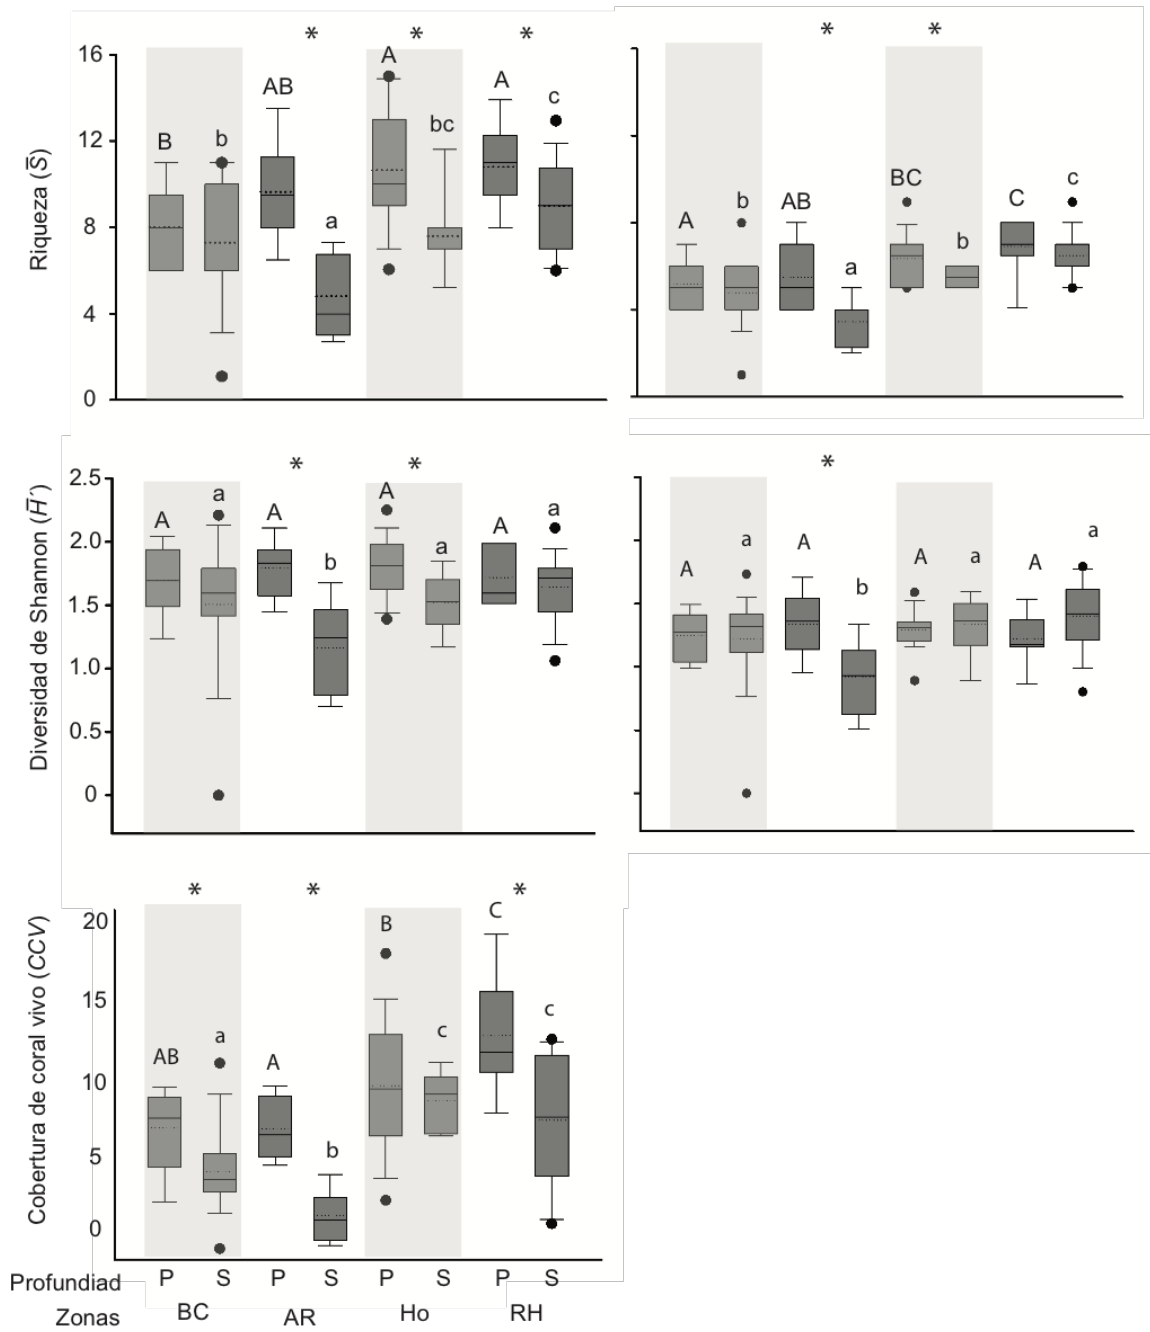 * * * * *
16 A
AB A c
12 B b bc
Riqueza (S̄)
8 a
4
0
A b AB a BC b C c
* * *
2.5 a A
A A A a
2.0 b a
Diversidad de Shannon (H̄´)
1.5
1.0
0.5
0
A a A b A a A a
* * *
20 B C
15 c
AB a A c
10 b
Cobertura de coral vivo (CCV)
5
0
Profundiad P S P S P S P S
Zonas BC AR Ho RH